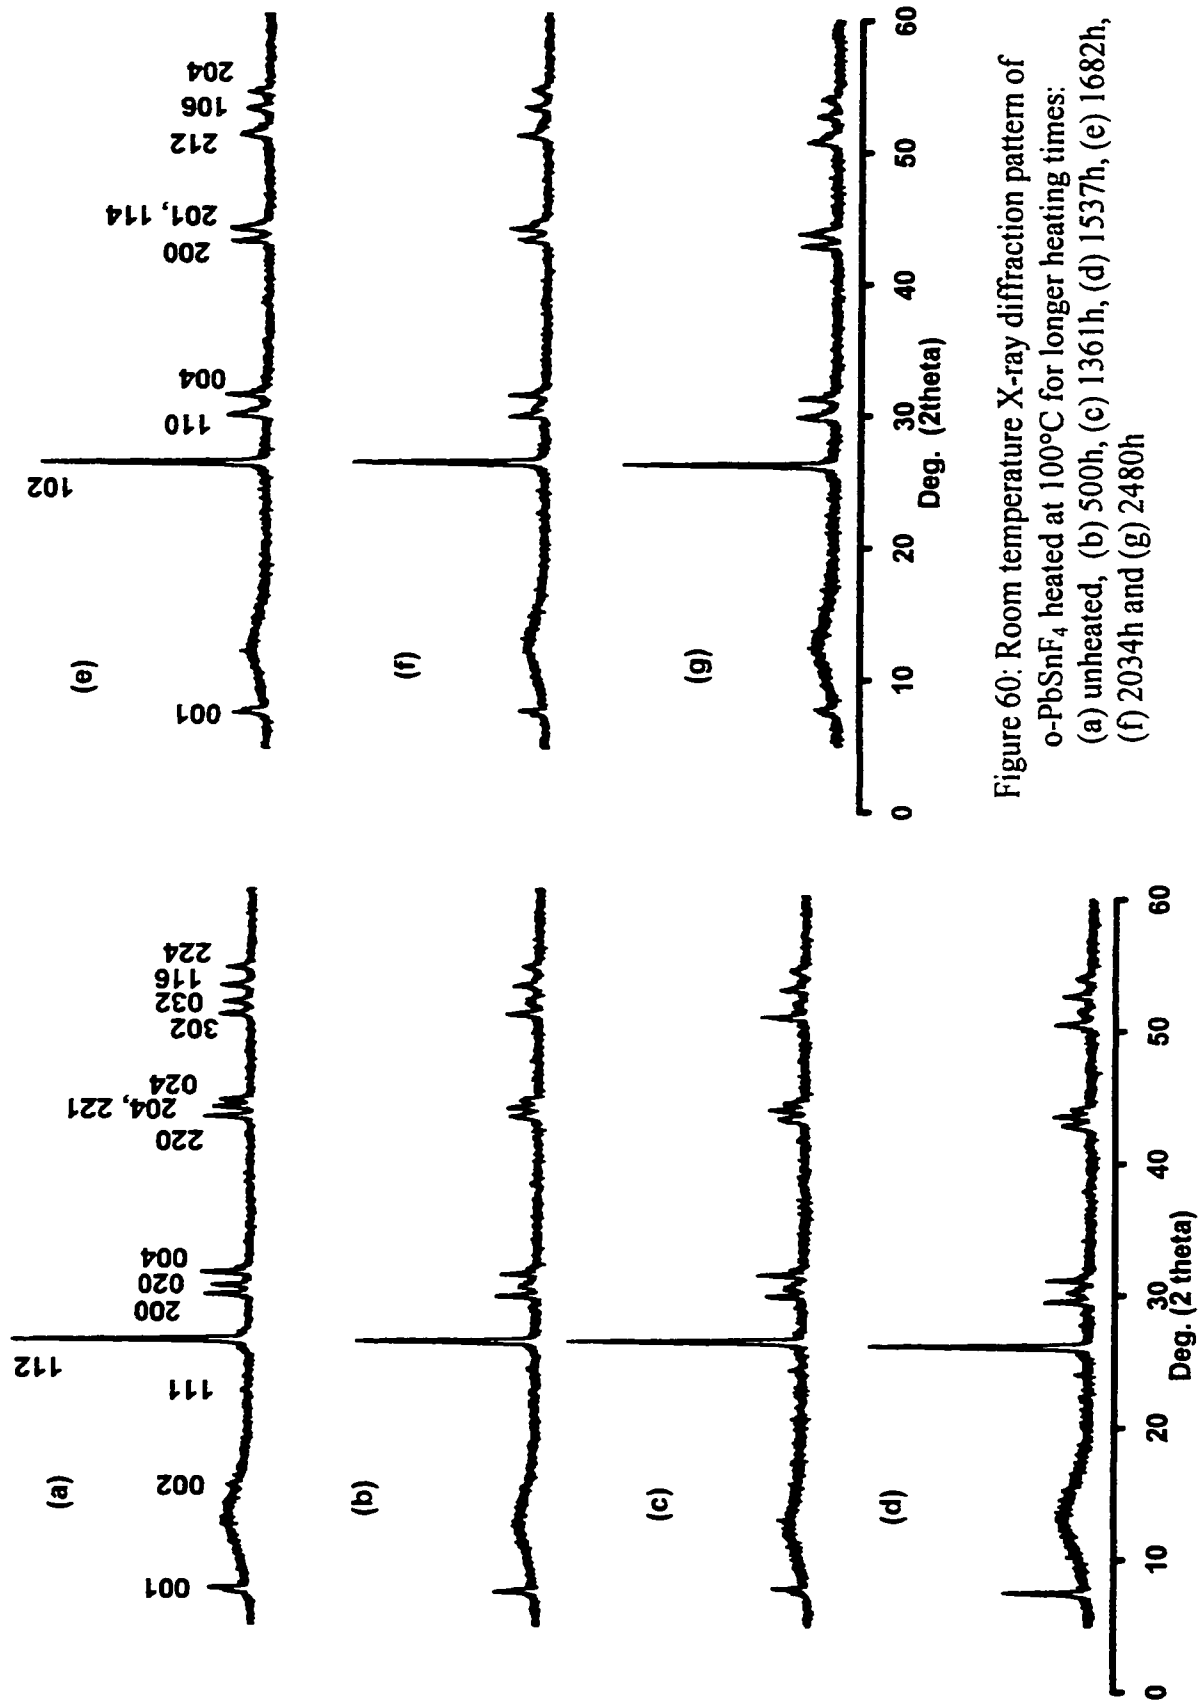 (a)
001
002
111
112
200
020
004
220
204, 221
024
302
032
116
224
(b)
(c)
(d)
0 10 20 30 40 50 60
Deg. (2 theta)
(e)
001
102
110
004
200
201, 114
212
106
204
(f)
(g)
0 10 20 30 40 50 60
Deg. (2theta)
Figure 60: Room temperature X-ray diffraction pattern of
o-PbSnF₄ heated at 100°C for longer heating times:
(a) unheated, (b) 500h, (c) 1361h, (d) 1537h, (e) 1682h,
(f) 2034h and (g) 2480h